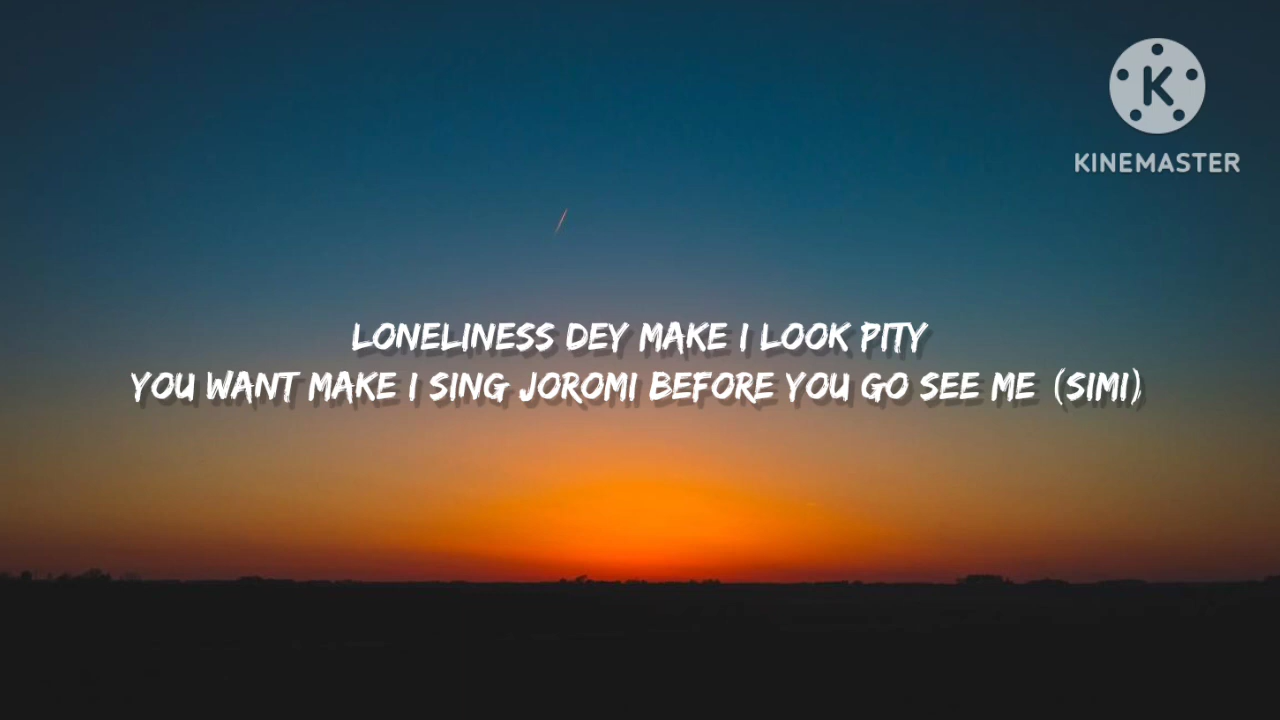 KINEMASTER
LONELINESS DEY MAKE I LOOK PITY
YOU WANT MAKE I SING JOROMI BEFORE YOU GO SEE ME (SIMI)